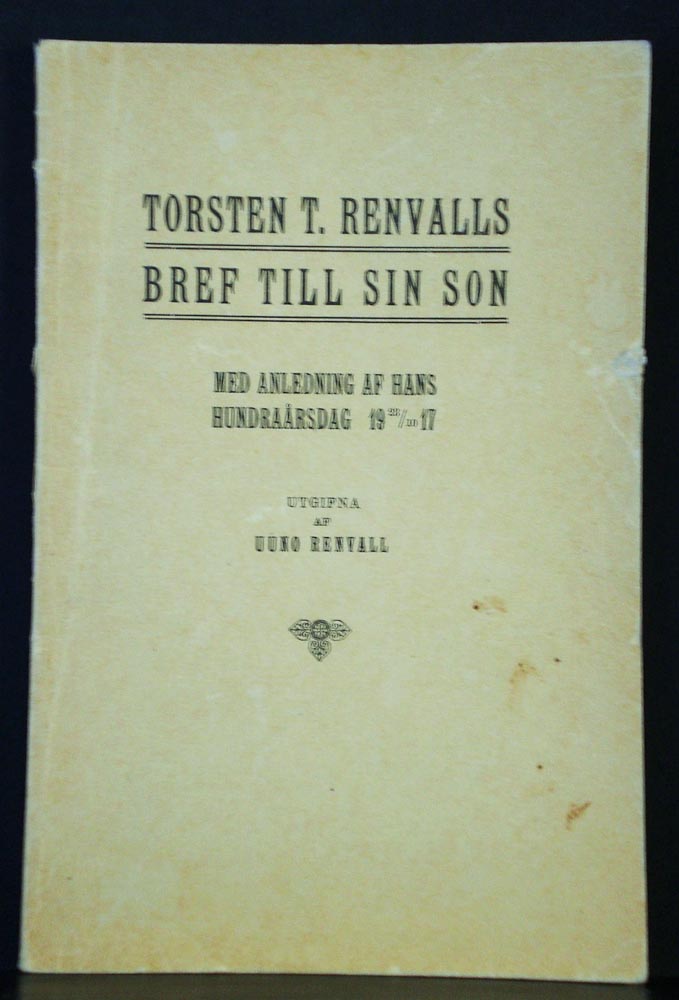 TORSTEN T. RENVALLS
BREF TILL SIN SON
MED ANLEDNING AF HANS
HUNDRAÅRSDAG 19 28/10 17
UTGIFNA
AF
UUNO RENVALL